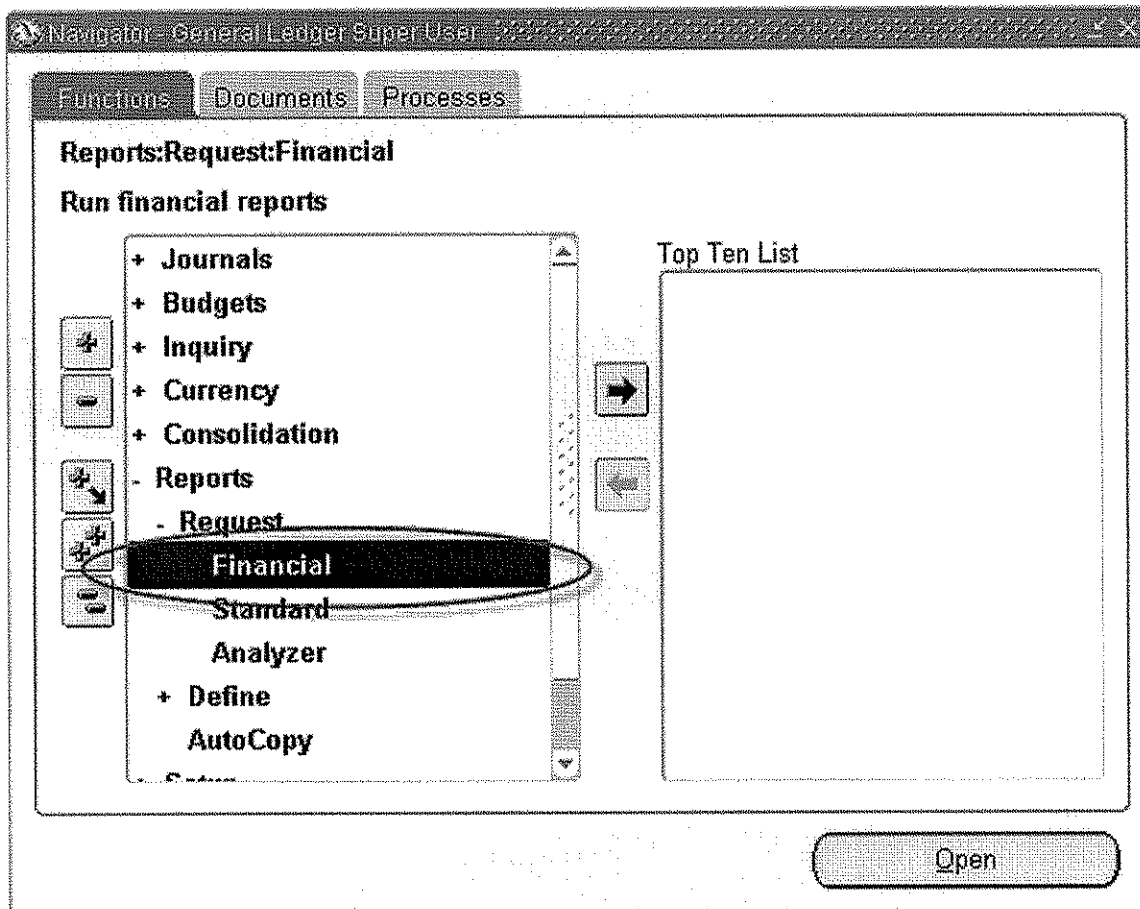 Navigator - General Ledger Super User
Functions Documents Processes
Reports:Request:Financial
Run financial reports
Top Ten List
+ Journals
+ Budgets
+ Inquiry
+ Currency
+ Consolidation
- Reports
- Request
Financial
Standard
Analyzer
+ Define
AutoCopy
Open